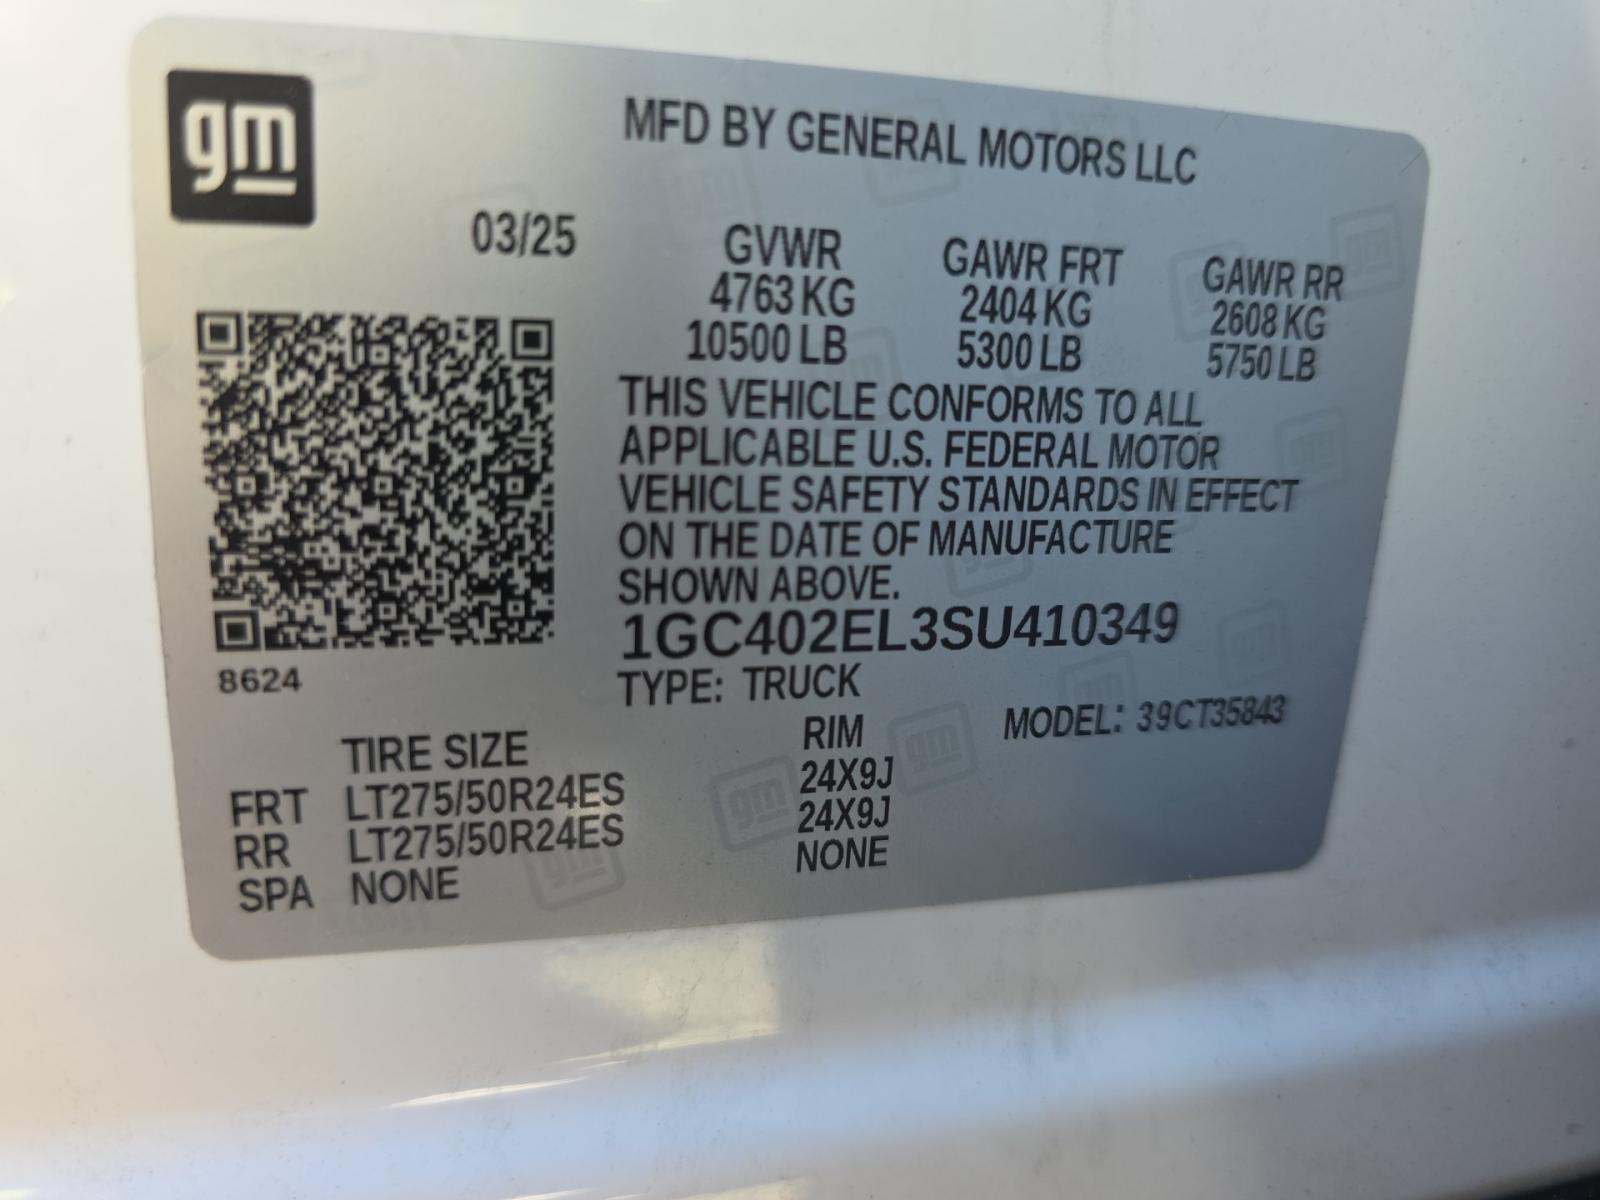 gm
MFD BY GENERAL MOTORS LLC
03/25
GVWR GAWR FRT GAWR RR
4763 KG 2404 KG 2608 KG
10500 LB 5300 LB 5750 LB
THIS VEHICLE CONFORMS TO ALL
APPLICABLE U.S. FEDERAL MOTOR
VEHICLE SAFETY STANDARDS IN EFFECT
ON THE DATE OF MANUFACTURE
SHOWN ABOVE.
1GC402EL3SU410349
8624
TYPE: TRUCK
MODEL: 39CT35843
TIRE SIZE RIM
FRT LT275/50R24ES 24X9J
RR LT275/50R24ES 24X9J
SPA NONE NONE